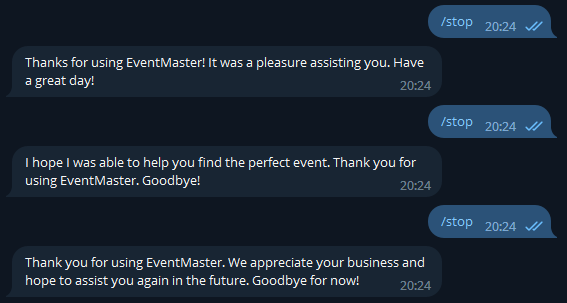 /stop 20:24
Thanks for using EventMaster! It was a pleasure assisting you. Have
a great day!
20:24
/stop 20:24
I hope I was able to help you find the perfect event. Thank you for
using EventMaster. Goodbye!
20:24
/stop 20:24
Thank you for using EventMaster. We appreciate your business and
hope to assist you again in the future. Goodbye for now!
20:24